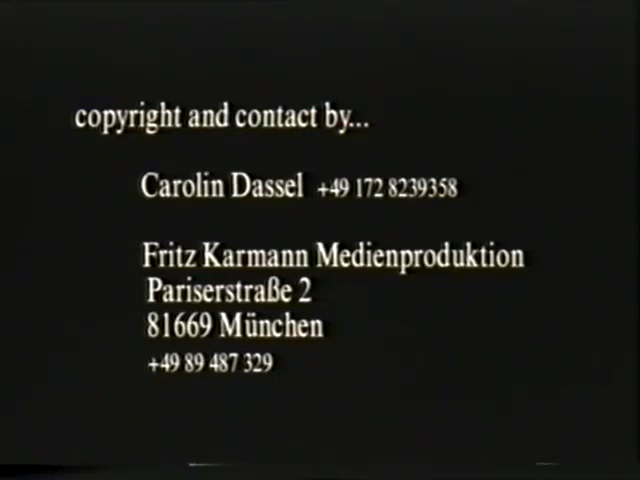 copyright and contact by...
Carolin Dassel +49 172 8239358
Fritz Karmann Medienproduktion
Pariserstraße 2
81669 München
+49 89 487 329